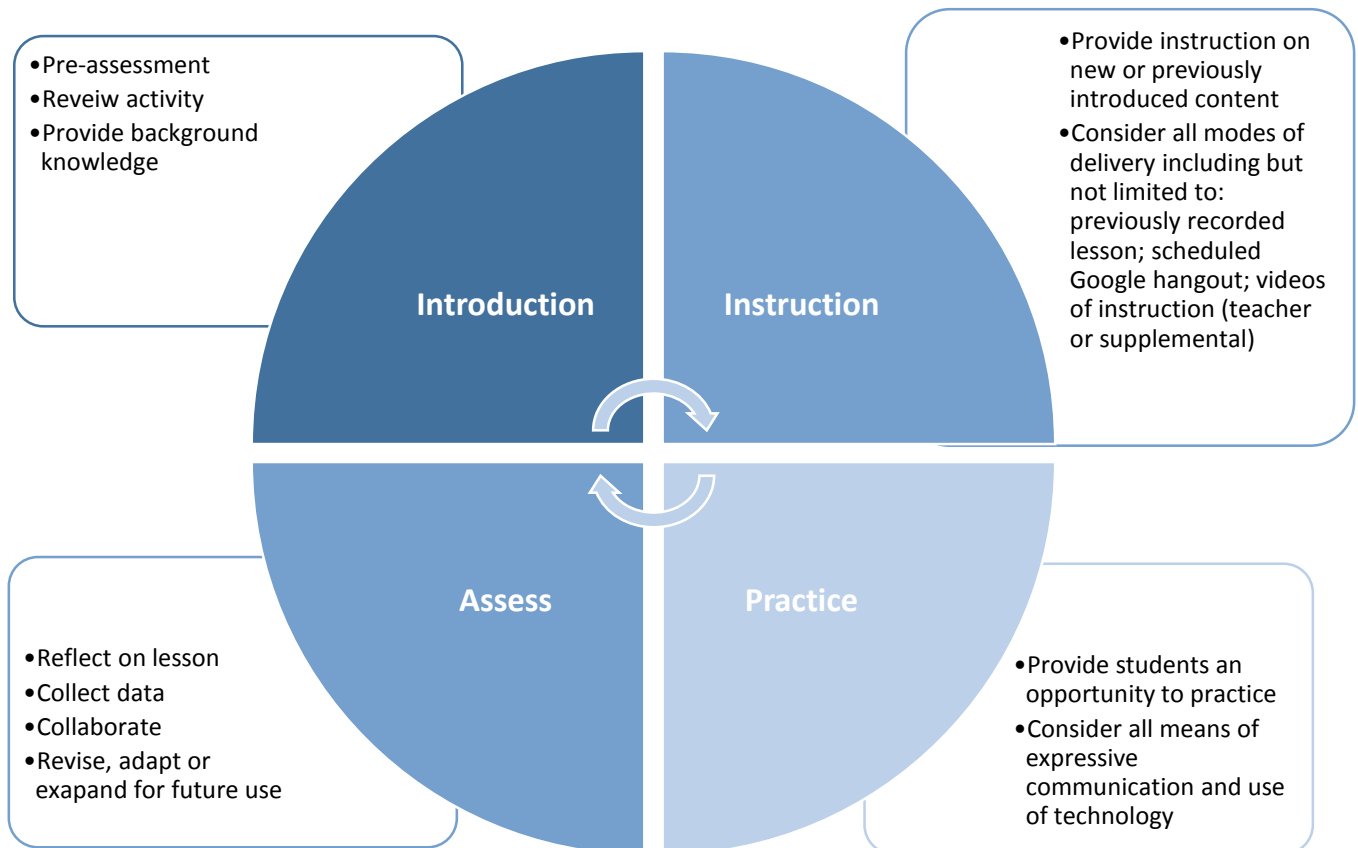 •Pre-assessment
•Reveiw activity
•Provide background
knowledge
Introduction
Instruction
•Provide instruction on
new or previously
introduced content
•Consider all modes of
delivery including but
not limited to:
previously recorded
lesson; scheduled
Google hangout; videos
of instruction (teacher
or supplemental)
Assess
Practice
•Reflect on lesson
•Collect data
•Collaborate
•Revise, adapt or
exapand for future use
•Provide students an
opportunity to practice
•Consider all means of
expressive
communication and use
of technology